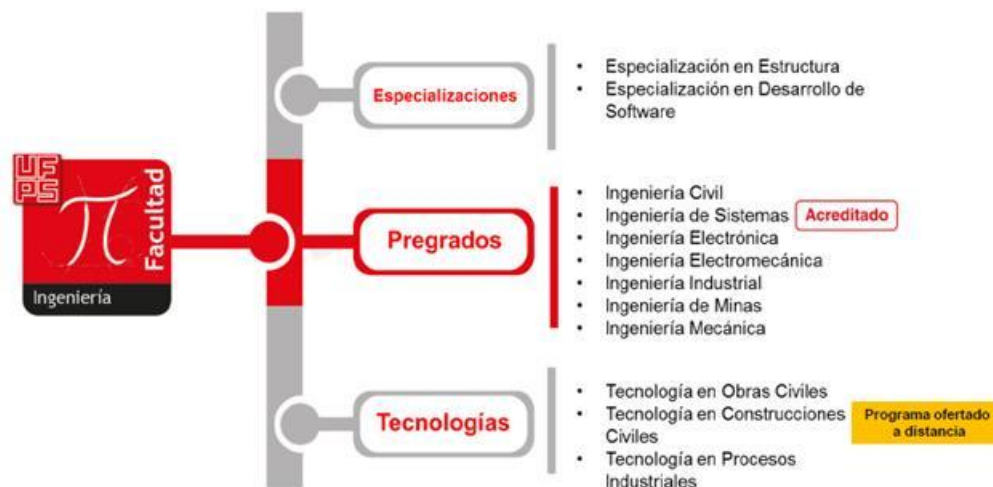 Especializaciones
• Especialización en Estructura
• Especialización en Desarrollo de
Software
UF
PS
Facultad
Ingeniería
Pregrados
• Ingeniería Civil
• Ingeniería de Sistemas Acreditado
• Ingeniería Electrónica
• Ingeniería Electromecánica
• Ingeniería Industrial
• Ingeniería de Minas
• Ingeniería Mecánica
Tecnologías
• Tecnología en Obras Civiles
• Tecnología en Construcciones
Civiles
• Tecnología en Procesos
Industriales
Programa ofertado
a distancia